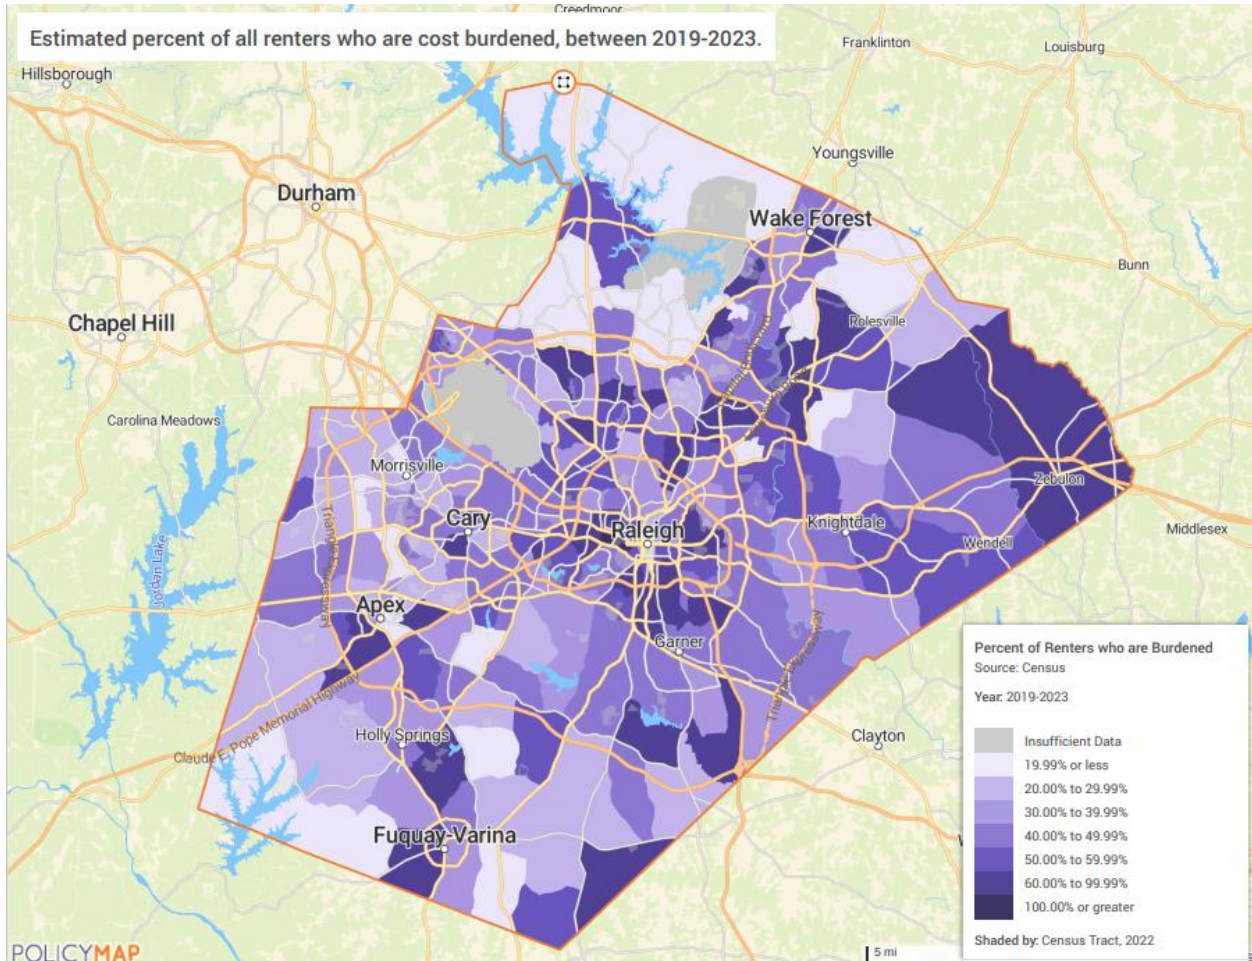 Creedmoor
Estimated percent of all renters who are cost burdened, between 2019-2023.
Franklinton
Louisburg
Hillsborough
Youngsville
Durham
Wake Forest
Bunn
Chapel Hill
Rolesville
Carolina Meadows
Morrisville
Zebulon
Cary
Raleigh
Knightdale
Middlesex
Wendell
Jordan Lake
Triangle Expressway
Apex
Garner
Triangle Expressway
Claude E. Pope Memorial Highway
Holly Springs
Clayton
Fuquay-Varina
Percent of Renters who are Burdened
Source: Census
Year: 2019-2023
Insufficient Data
19.99% or less
20.00% to 29.99%
30.00% to 39.99%
40.00% to 49.99%
50.00% to 59.99%
60.00% to 99.99%
100.00% or greater
Shaded by: Census Tract, 2022
5 mi
POLICYMAP